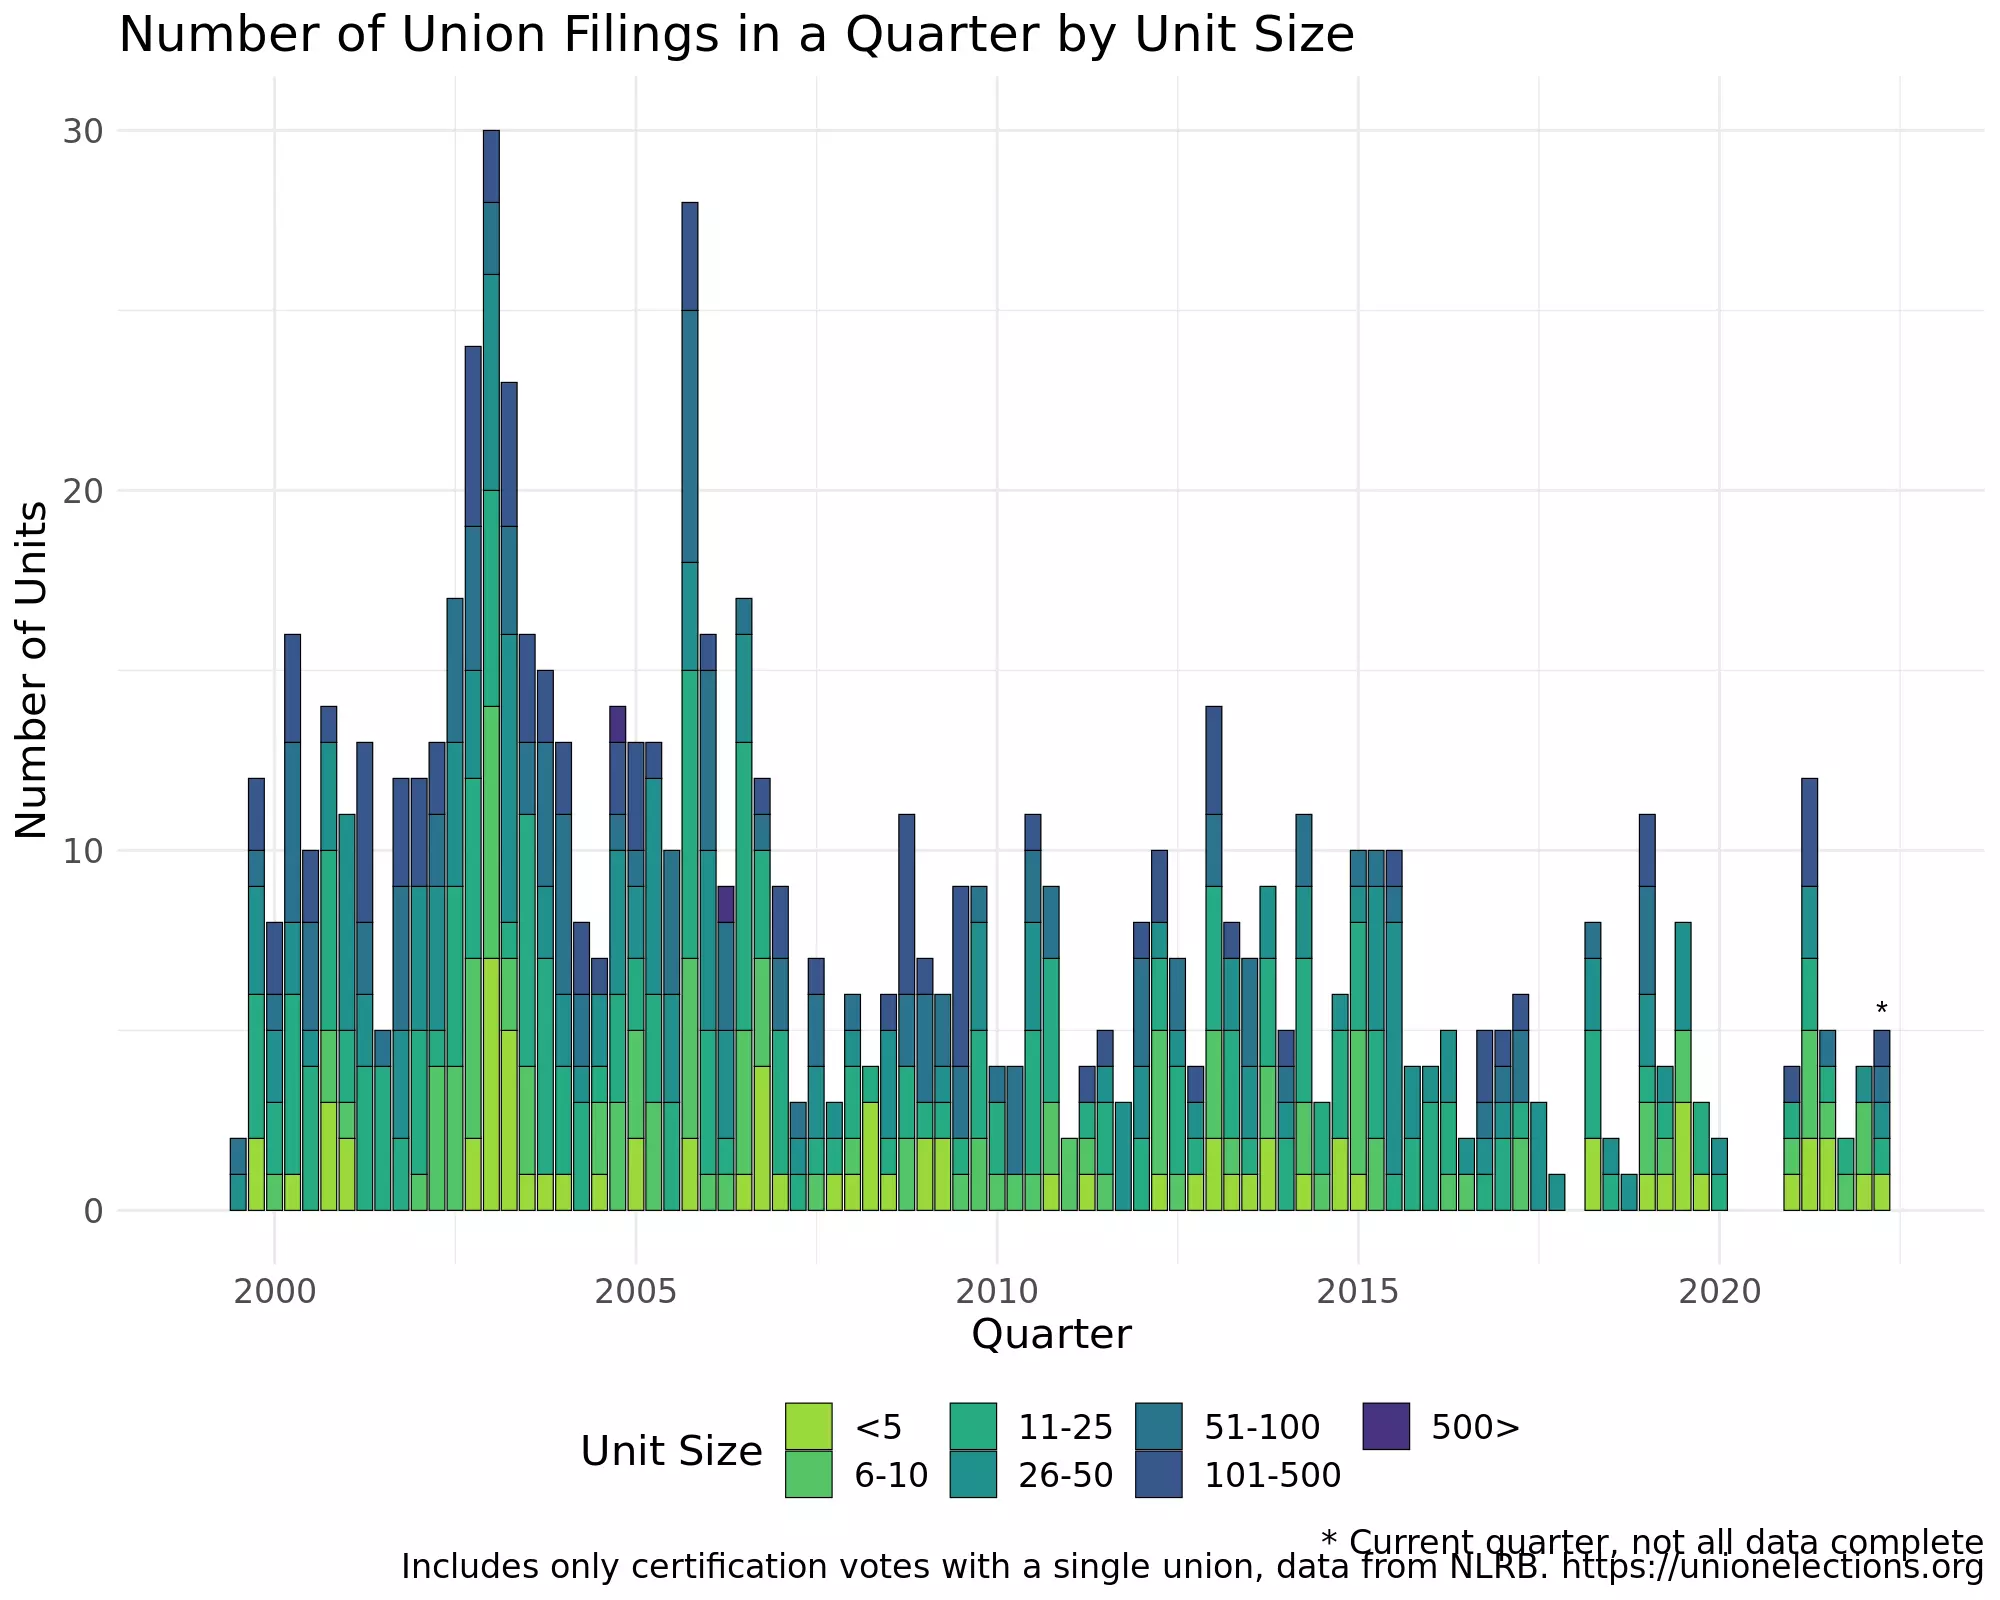 Number of Union Filings in a Quarter by Unit Size
30
20
10
0
Number of Units
*
2000 2005 2010 2015 2020
Quarter
Unit Size
<5 11-25 51-100 500>
6-10 26-50 101-500
* Current quarter, not all data complete
Includes only certification votes with a single union, data from NLRB. https://unionelections.org